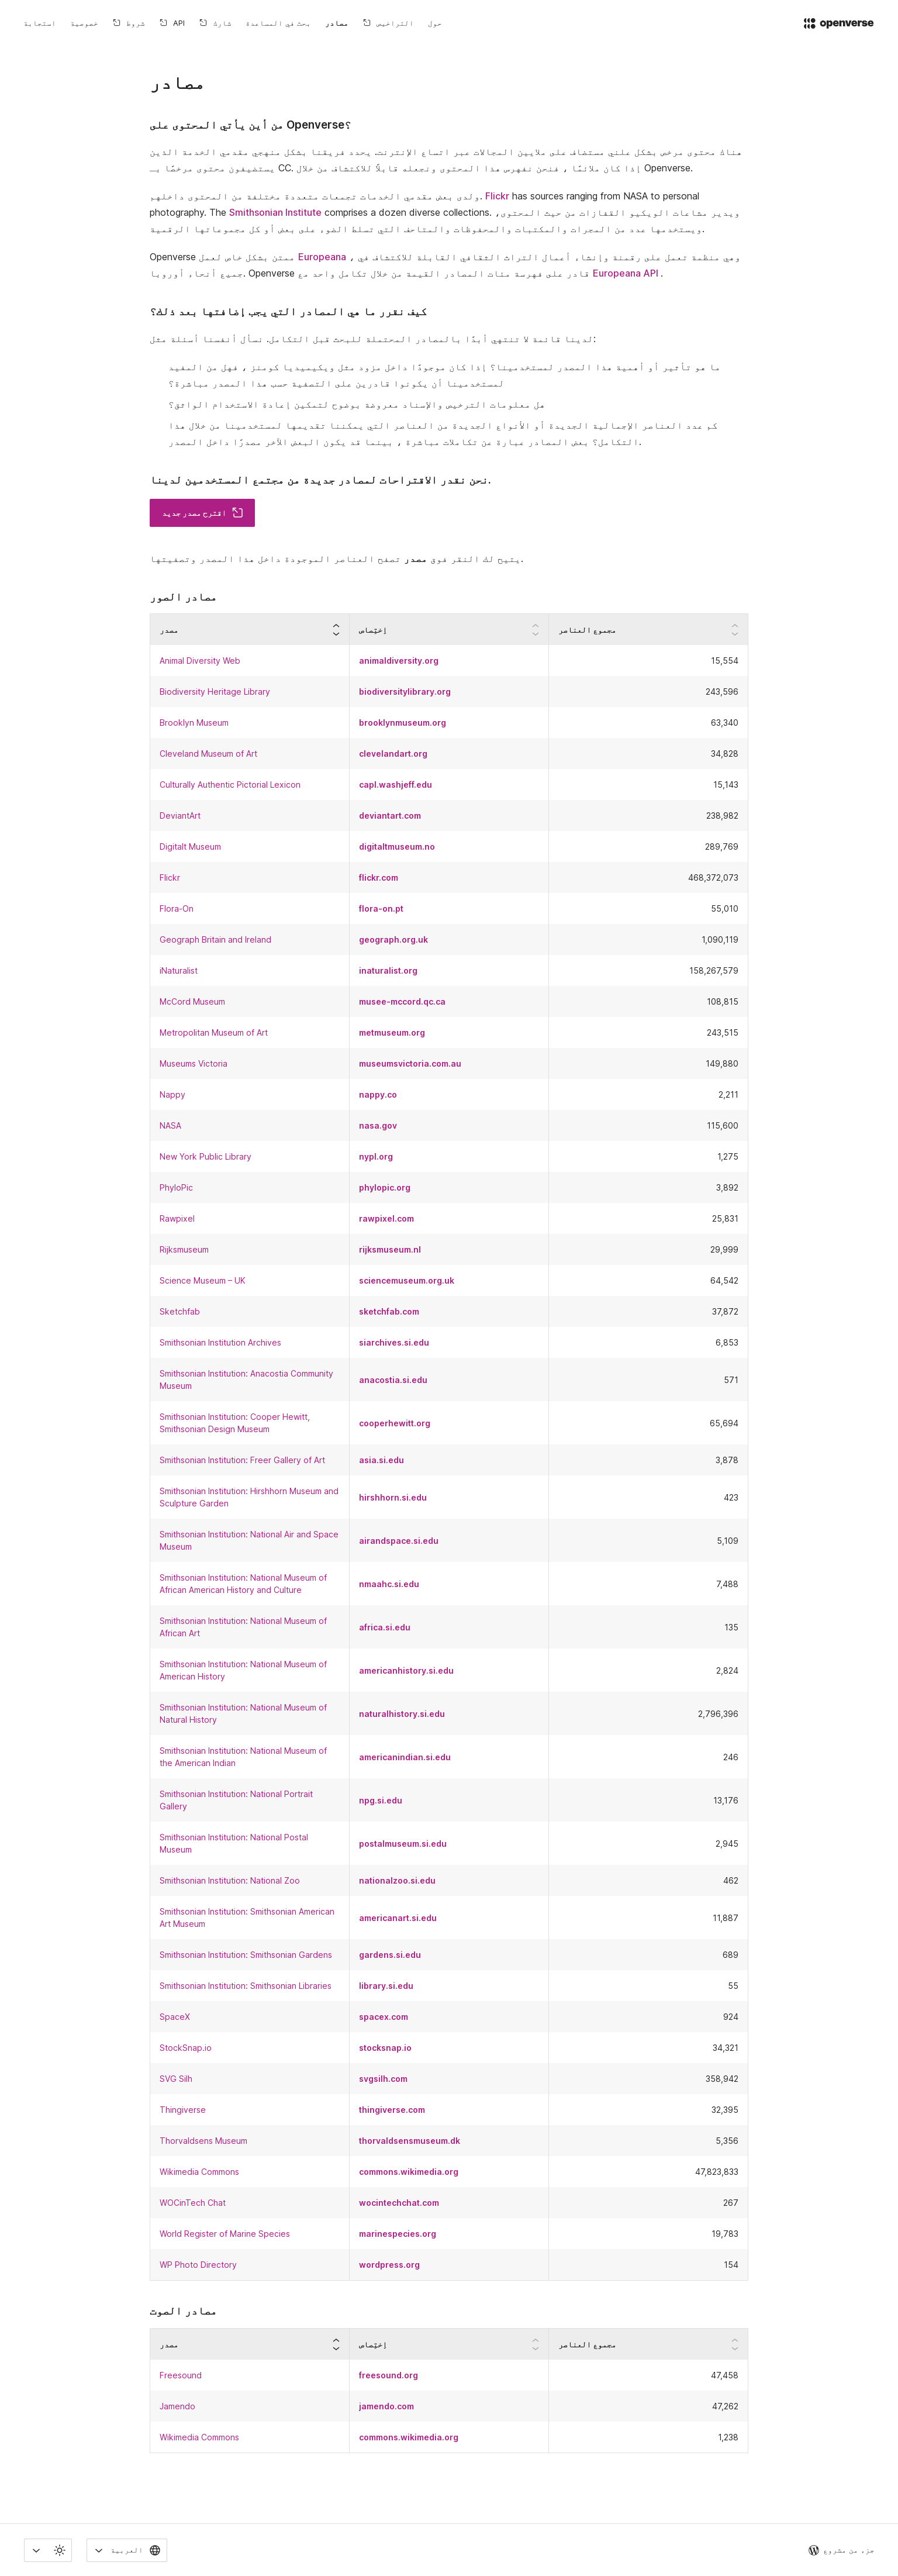 openverse
حول
التراخيص
مصادر
بحث في المساعدة
شارك
API
شروط
خصوصية
استجابة
مصادر
من أين يأتي المحتوى على Openverse؟
هناك محتوى مرخص بشكل علني مستضاف على ملايين المجالات عبر اتساع الإنترنت. يحدد فريقنا بشكل منهجي مقدمي الخدمة الذين
يستضيفون محتوى مرخصًا بـ CC. إذا كان ملائمًا ، فنحن نفهرس هذا المحتوى ونجعله قابلاً للاكتشاف من خلال Openverse.
ولدى بعض مقدمي الخدمات تجمعات متعددة مختلفة من المحتوى داخلهم. Flickr has sources ranging from NASA to personal
photography. The Smithsonian Institute comprises a dozen diverse collections. ويدير مشاعات الويكيو القفازات من حيث المحتوى،
ويستخدمها عدد من المجرات والمكتبات والمحفوظات والمتاحف التي تسلط الضوء على بعض أو كل مجموعاتها الرقمية.
Openverse ممتن بشكل خاص لعمل Europeana ، وهي منظمة تعمل على رقمنة وإنشاء أعمال التراث الثقافي القابلة للاكتشاف في
جميع أنحاء أوروبا. Openverse قادر على فهرسة مئات المصادر القيمة من خلال تكامل واحد مع Europeana API .
كيف نقرر ما هي المصادر التي يجب إضافتها بعد ذلك؟
لدينا قائمة لا تنتهي أبدًا بالمصادر المحتملة للبحث قبل التكامل. نسأل أنفسنا أسئلة مثل:
ما هو تأثير أو أهمية هذا المصدر لمستخدمينا؟ إذا كان موجودًا داخل مزود مثل ويكيميديا كومنز ، فهل من المفيد
لمستخدمينا أن يكونوا قادرين على التصفية حسب هذا المصدر مباشرة؟
هل معلومات الترخيص والإسناد معروضة بوضوح لتمكين إعادة الاستخدام الواثق؟
كم عدد العناصر الإجمالية الجديدة أو الأنواع الجديدة من العناصر التي يمكننا تقديمها لمستخدمينا من خلال هذا
التكامل؟ بعض المصادر عبارة عن تكاملات مباشرة ، بينما قد يكون البعض الآخر مصدرًا داخل المصدر.
نحن نقدر الاقتراحات لمصادر جديدة من مجتمع المستخدمين لدينا.
اقترح مصدر جديد
يتيح لك النقر فوق مصدر تصفح العناصر الموجودة داخل هذا المصدر وتصفيتها.
مصادر الصور
مصدر إختِصاص مجموع العناصر
Animal Diversity Web animaldiversity.org 15,554
Biodiversity Heritage Library biodiversitylibrary.org 243,596
Brooklyn Museum brooklynmuseum.org 63,340
Cleveland Museum of Art clevelandart.org 34,828
Culturally Authentic Pictorial Lexicon capl.washjeff.edu 15,143
DeviantArt deviantart.com 238,982
Digitalt Museum digitaltmuseum.no 289,769
Flickr flickr.com 468,372,073
Flora-On flora-on.pt 55,010
Geograph Britain and Ireland geograph.org.uk 1,090,119
iNaturalist inaturalist.org 158,267,579
McCord Museum musee-mccord.qc.ca 108,815
Metropolitan Museum of Art metmuseum.org 243,515
Museums Victoria museumsvictoria.com.au 149,880
Nappy nappy.co 2,211
NASA nasa.gov 115,600
New York Public Library nypl.org 1,275
PhyloPic phylopic.org 3,892
Rawpixel rawpixel.com 25,831
Rijksmuseum rijksmuseum.nl 29,999
Science Museum – UK sciencemuseum.org.uk 64,542
Sketchfab sketchfab.com 37,872
Smithsonian Institution Archives siarchives.si.edu 6,853
Smithsonian Institution: Anacostia Community
Museum anacostia.si.edu 571
Smithsonian Institution: Cooper Hewitt,
Smithsonian Design Museum cooperhewitt.org 65,694
Smithsonian Institution: Freer Gallery of Art asia.si.edu 3,878
Smithsonian Institution: Hirshhorn Museum and
Sculpture Garden hirshhorn.si.edu 423
Smithsonian Institution: National Air and Space
Museum airandspace.si.edu 5,109
Smithsonian Institution: National Museum of
African American History and Culture nmaahc.si.edu 7,488
Smithsonian Institution: National Museum of
African Art africa.si.edu 135
Smithsonian Institution: National Museum of
American History americanhistory.si.edu 2,824
Smithsonian Institution: National Museum of
Natural History naturalhistory.si.edu 2,796,396
Smithsonian Institution: National Museum of
the American Indian americanindian.si.edu 246
Smithsonian Institution: National Portrait
Gallery npg.si.edu 13,176
Smithsonian Institution: National Postal
Museum postalmuseum.si.edu 2,945
Smithsonian Institution: National Zoo nationalzoo.si.edu 462
Smithsonian Institution: Smithsonian American
Art Museum americanart.si.edu 11,887
Smithsonian Institution: Smithsonian Gardens gardens.si.edu 689
Smithsonian Institution: Smithsonian Libraries library.si.edu 55
SpaceX spacex.com 924
StockSnap.io stocksnap.io 34,321
SVG Silh svgsilh.com 358,942
Thingiverse thingiverse.com 32,395
Thorvaldsens Museum thorvaldsensmuseum.dk 5,356
Wikimedia Commons commons.wikimedia.org 47,823,833
WOCinTech Chat wocintechchat.com 267
World Register of Marine Species marinespecies.org 19,783
WP Photo Directory wordpress.org 154
مصادر الصوت
مصدر إختِصاص مجموع العناصر
Freesound freesound.org 47,458
Jamendo jamendo.com 47,262
Wikimedia Commons commons.wikimedia.org 1,238
العربية
جزء من مشروع